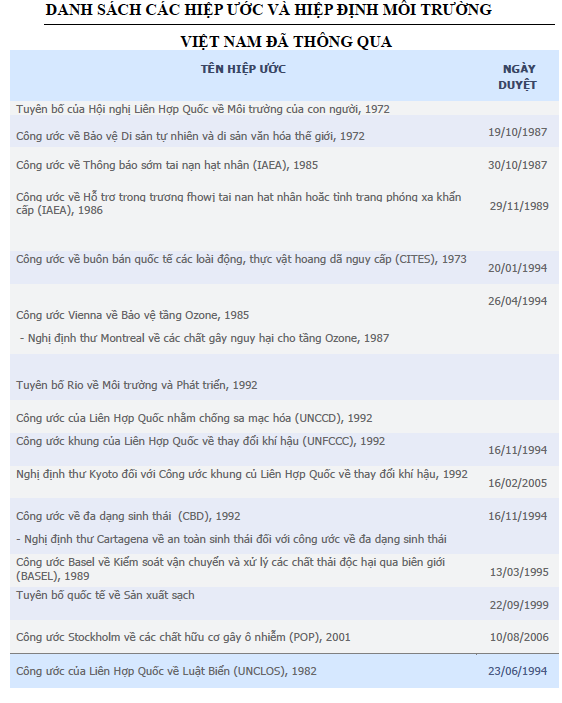 DANH SÁCH CÁC HIỆP ƯỚC VÀ HIỆP ĐỊNH MÔI TRƯỜNG
VIỆT NAM ĐÃ THÔNG QUA
TÊN HIỆP ƯỚC
NGÀY
DUYỆT
Tuyên bố của Hội nghị Liên Hợp Quốc về Môi trường của con người, 1972
Công ước về Bảo vệ Di sản tự nhiên và di sản văn hóa thế giới, 1972
19/10/1987
Công ước về Thông báo sớm tai nạn hạt nhân (IAEA), 1985
30/10/1987
Công ước về Hỗ trợ trong trương fhowj tai nạn hạt nhân hoặc tình trạng phóng xạ khẩn
cấp (IAEA), 1986
29/11/1989
Công ước về buôn bán quốc tế các loài động, thực vật hoang dã nguy cấp (CITES), 1973
20/01/1994
26/04/1994
Công ước Vienna về Bảo vệ tầng Ozone, 1985
- Nghị định thư Montreal về các chất gây nguy hại cho tầng Ozone, 1987
Tuyên bố Rio về Môi trường và Phát triển, 1992
Công ước của Liên Hợp Quốc nhằm chống sa mạc hóa (UNCCD), 1992
Công ước khung của Liên Hợp Quốc về thay đổi khí hậu (UNFCCC), 1992
16/11/1994
Nghị định thư Kyoto đối với Công ước khung củ Liên Hợp Quốc về thay đổi khí hậu, 1992
16/02/2005
Công ước về đa dạng sinh thái (CBD), 1992
16/11/1994
- Nghị định thư Cartagena về an toàn sinh thái đối với công ước về đa dạng sinh thái
Công ước Basel về Kiểm soát vận chuyển và xử lý các chất thải độc hại qua biên giới
(BASEL), 1989
13/03/1995
Tuyên bố quốc tế về Sản xuất sạch
22/09/1999
Công ước Stockholm về các chất hữu cơ gây ô nhiễm (POP), 2001
10/08/2006
Công ước của Liên Hợp Quốc về Luật Biển (UNCLOS), 1982
23/06/1994